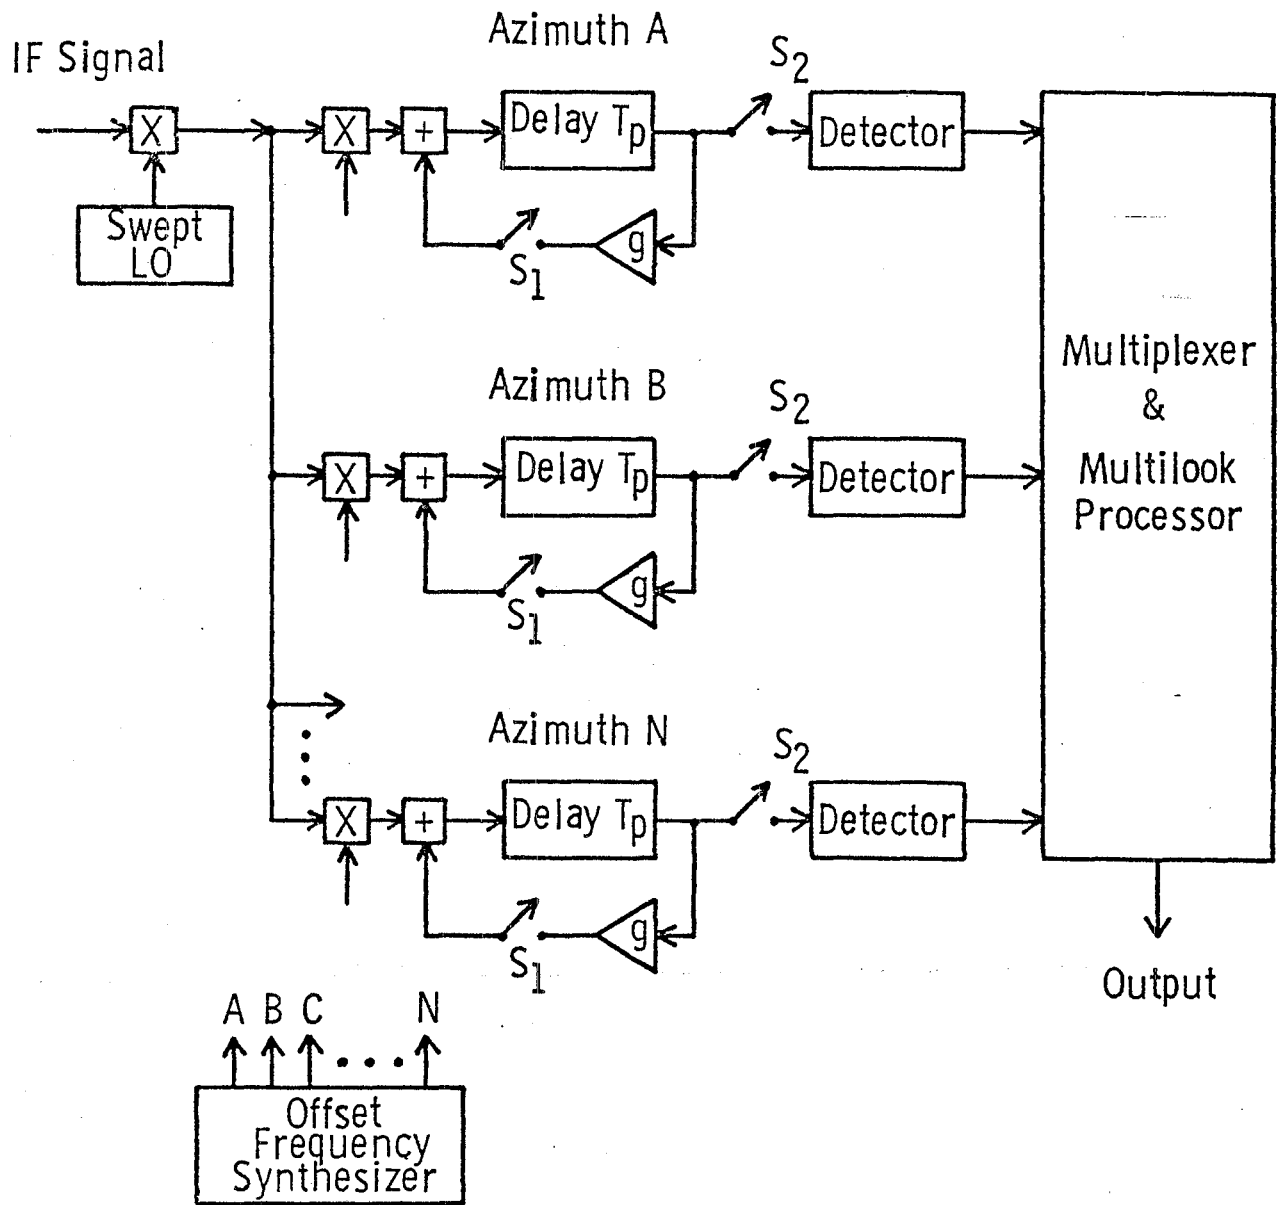 Azimuth A
IF Signal
S2
X
X
+
Delay Tp
Detector
Swept
LO
S1
g
Azimuth B
S2
X
+
Delay Tp
Detector
S1
g
Multiplexer
&
Multilook
Processor
Azimuth N
S2
X
+
Delay Tp
Detector
S1
g
Output
A B C N
Offset
Frequency
Synthesizer